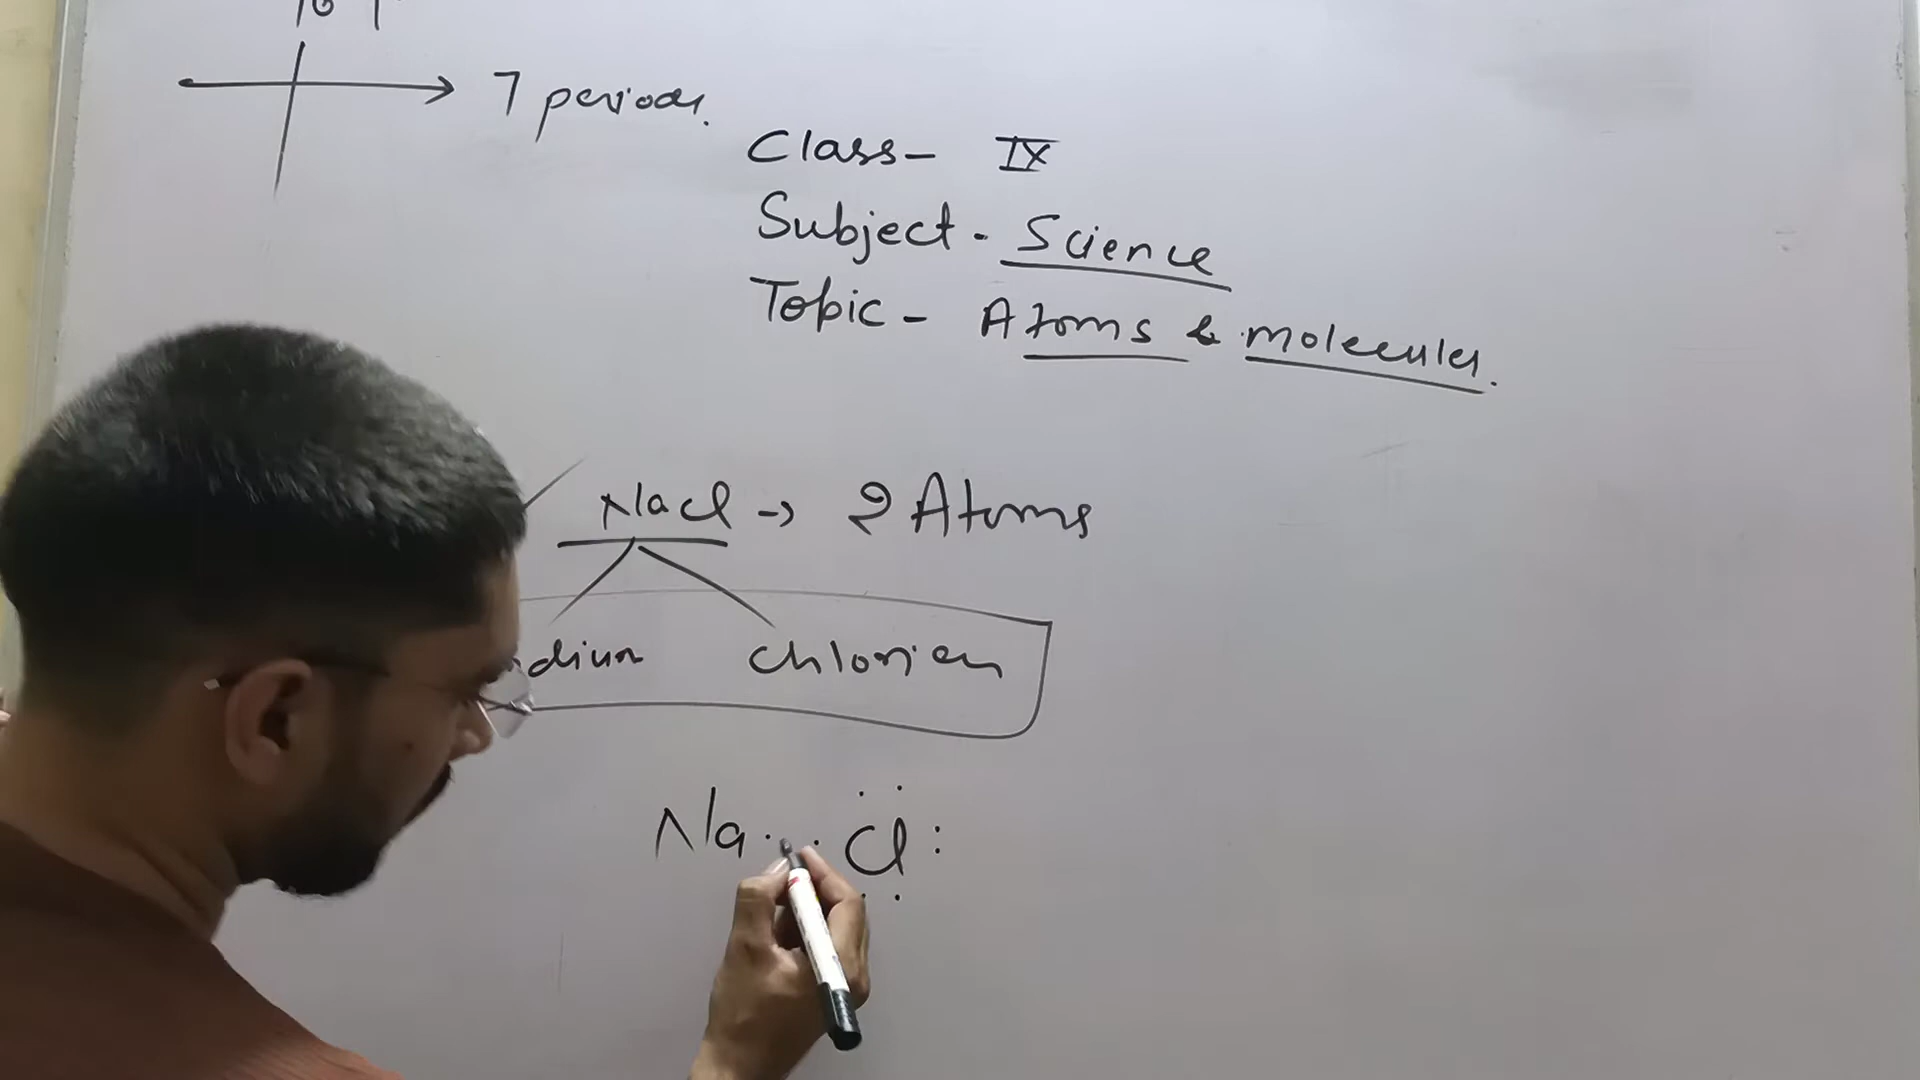 7 periods.
Class - IX
Subject - Science
Topic - Atoms & molecules.
NaCl → 2 Atoms
dium chlorien
Na · · Cl :